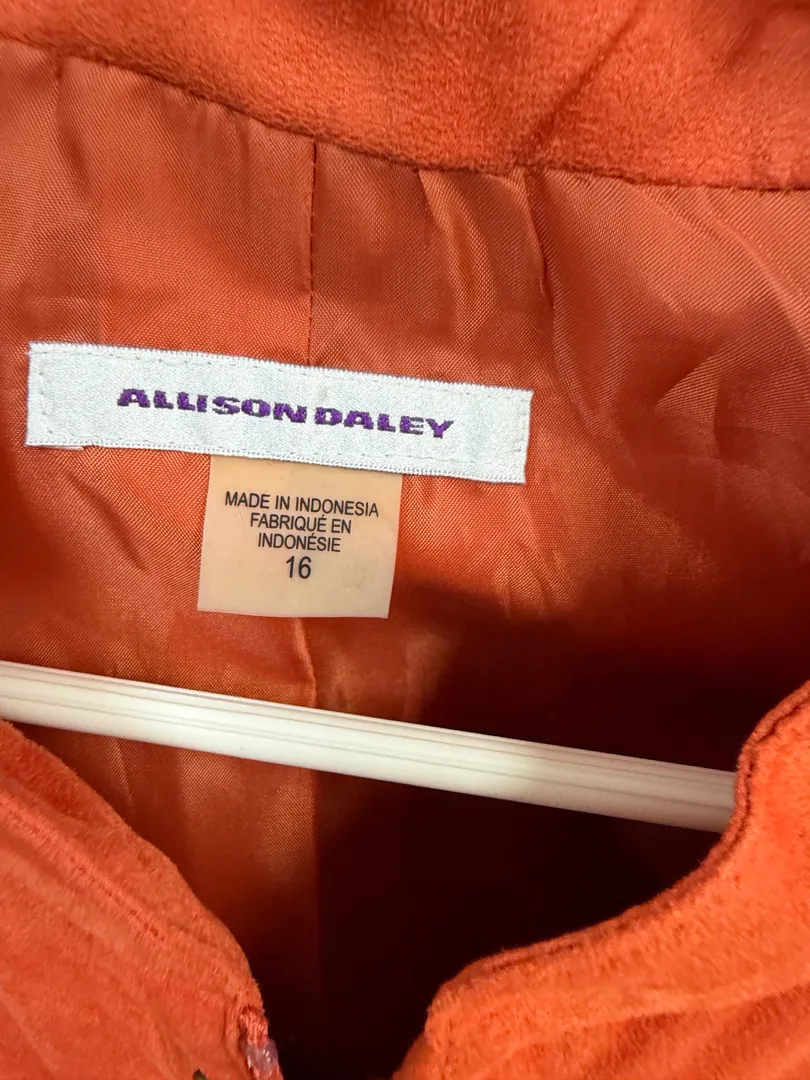 ALLISON DALEY
MADE IN INDONESIA
FABRIQUÉ EN
INDONÉSIE
16